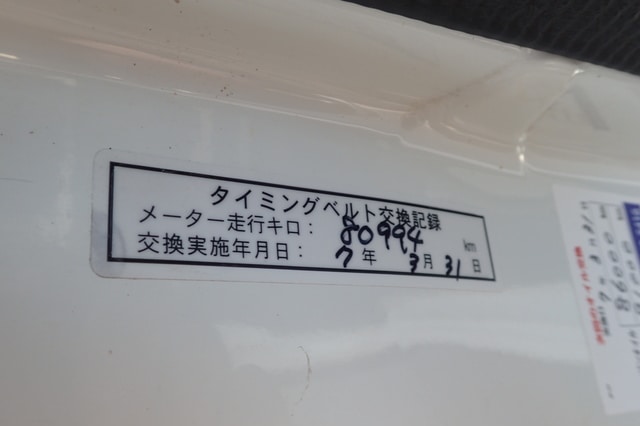 タイミングベルト交換記録
メーター走行キロ： 80994 km
交換実施年月日： 7年 3月 31日